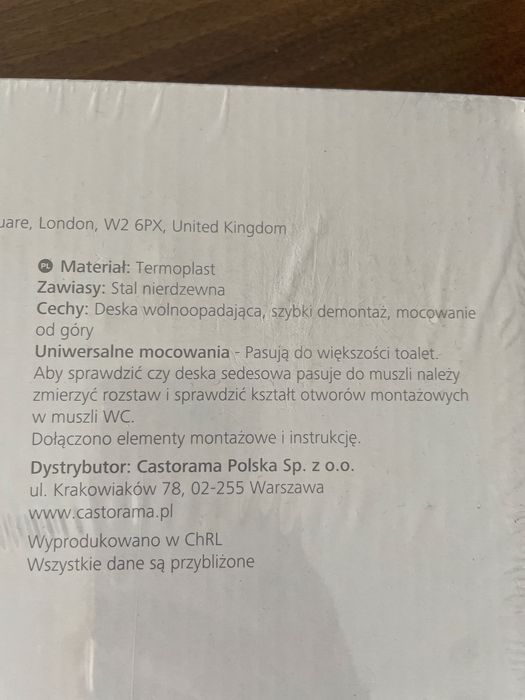 uare, London, W2 6PX, United Kingdom
PL Materiał: Termoplast
Zawiasy: Stal nierdzewna
Cechy: Deska wolnoopadająca, szybki demontaż, mocowanie
od góry
Uniwersalne mocowania - Pasują do większości toalet.
Aby sprawdzić czy deska sedesowa pasuje do muszli należy
zmierzyć rozstaw i sprawdzić kształt otworów montażowych
w muszli WC.
Dołączono elementy montażowe i instrukcję.
Dystrybutor: Castorama Polska Sp. z o.o.
ul. Krakowiaków 78, 02-255 Warszawa
www.castorama.pl
Wyprodukowano w ChRL
Wszystkie dane są przybliżone